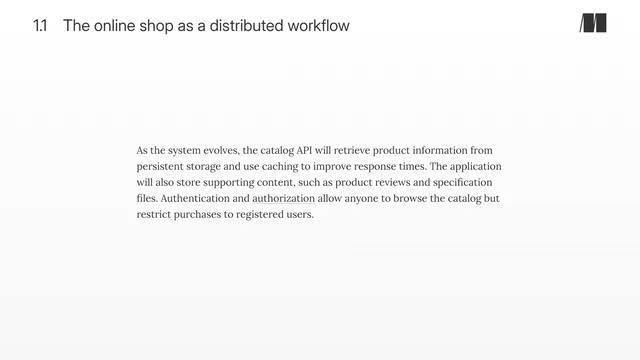 1.1 The online shop as a distributed workflow
As the system evolves, the catalog API will retrieve product information from
persistent storage and use caching to improve response times. The application
will also store supporting content, such as product reviews and specification
files. Authentication and authorization allow anyone to browse the catalog but
restrict purchases to registered users.